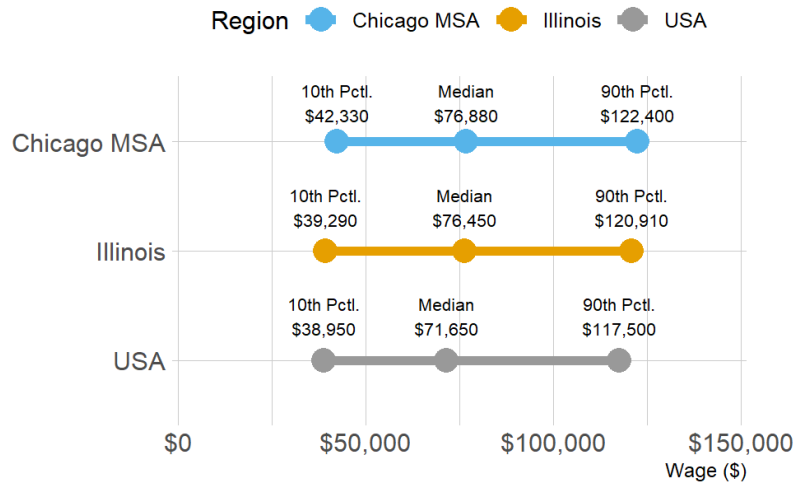 Region Chicago MSA Illinois USA
10th Pctl. Median 90th Pctl.
$42,330 $76,880 $122,400
Chicago MSA
10th Pctl. Median 90th Pctl.
$39,290 $76,450 $120,910
Illinois
10th Pctl. Median 90th Pctl.
$38,950 $71,650 $117,500
USA
$0 $50,000 $100,000 $150,000
Wage ($)